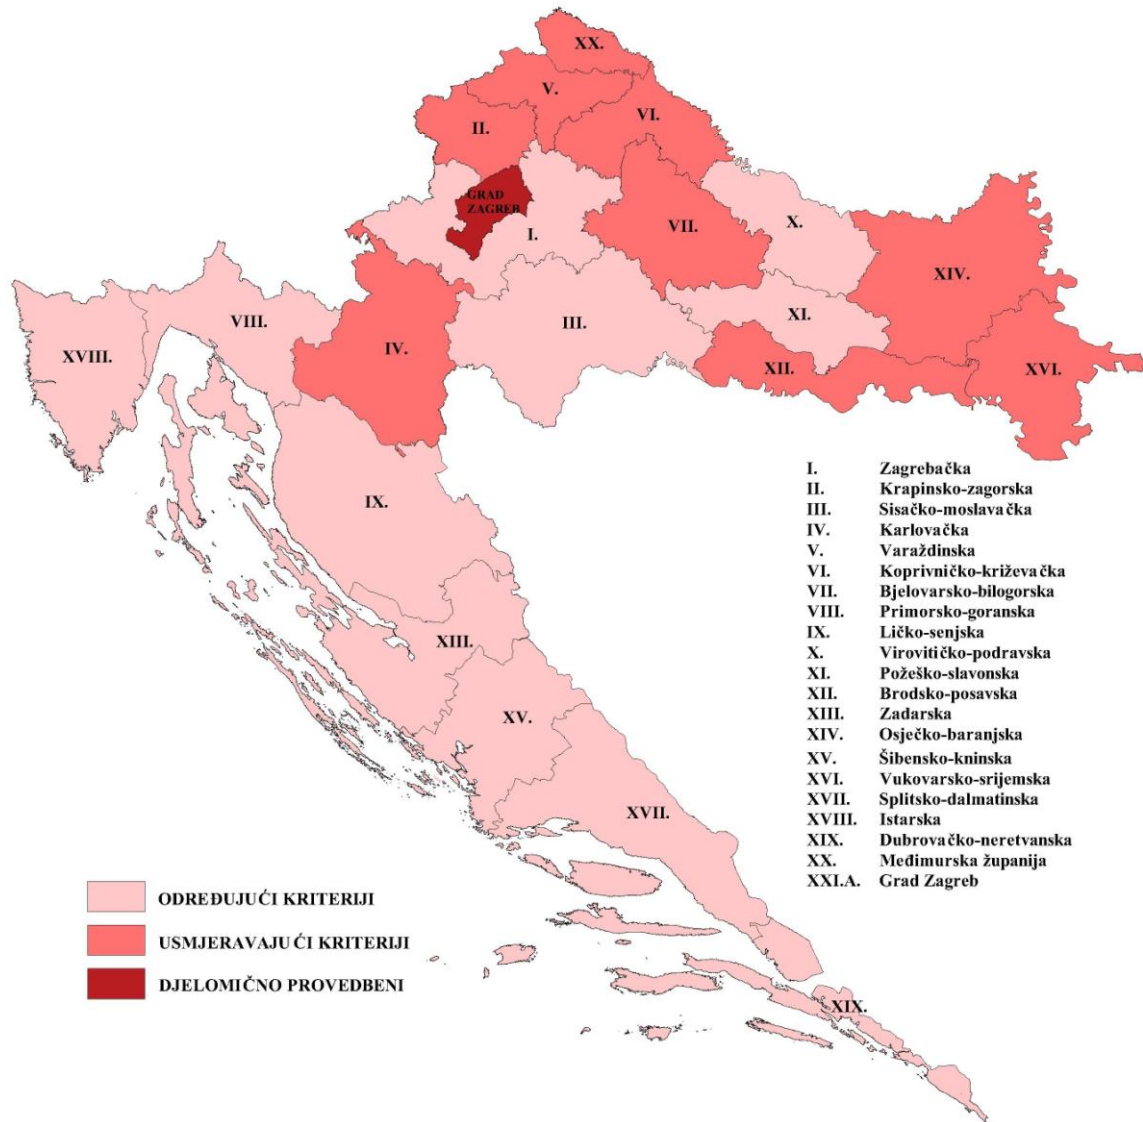 XX.
V.
VI.
II.
GRAD
ZAGREB
I.
VII.
X.
XIV.
VIII.
III.
XI.
XVIII.
IV.
XII.
XVI.
IX.
XIII.
XV.
XVII.
XIX.
I. Zagrebačka
II. Krapinsko-zagorska
III. Sisačko-moslavačka
IV. Karlovačka
V. Varaždinska
VI. Koprivničko-križevačka
VII. Bjelovarsko-bilogorska
VIII. Primorsko-goranska
IX. Ličko-senjska
X. Virovitičko-podravska
XI. Požeško-slavonska
XII. Brodsko-posavska
XIII. Zadarska
XIV. Osječko-baranjska
XV. Šibensko-kninska
XVI. Vukovarsko-srijemska
XVII. Splitsko-dalmatinska
XVIII. Istarska
XIX. Dubrovačko-neretvanska
XX. Međimurska županija
XXI.A. Grad Zagreb
ODREĐUJUĆI KRITERIJI
USMJERAVAJUĆI KRITERIJI
DJELOMIČNO PROVEDBENI